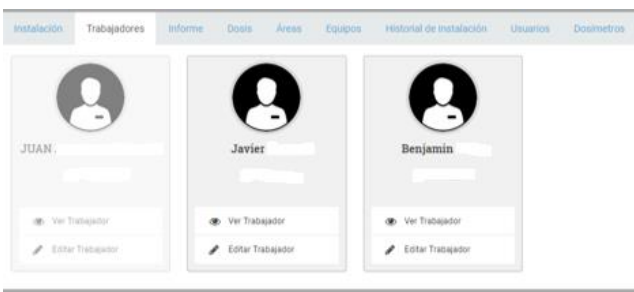 Instalación Trabajadores Informe Dosis Áreas Equipos Historial de Instalación Usuarios Dosímetros
JUAN. Javier Benjamin
Ver Trabajador Ver Trabajador Ver Trabajador
Editar Trabajador Editar Trabajador Editar Trabajador